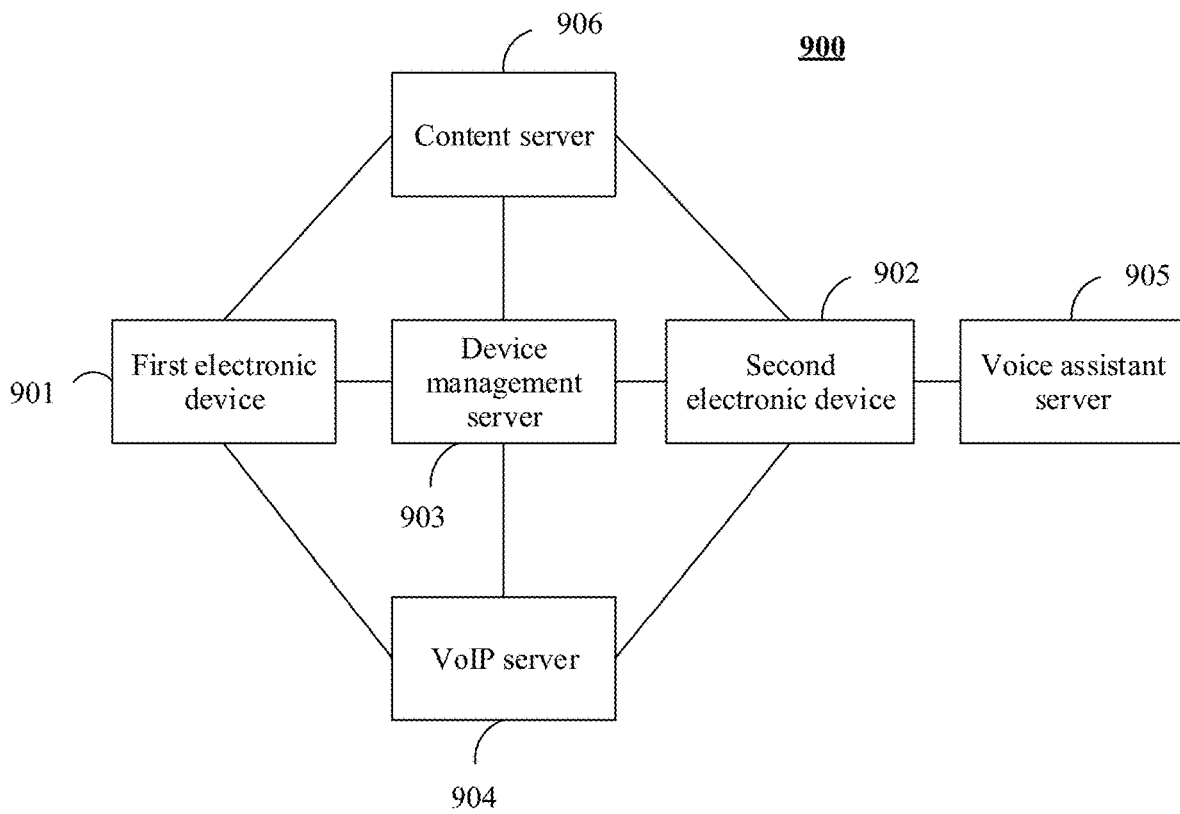 906
900
Content server
902
905
First electronic
device
Device
management
server
Second
electronic device
Voice assistant
server
901
903
VoIP server
904